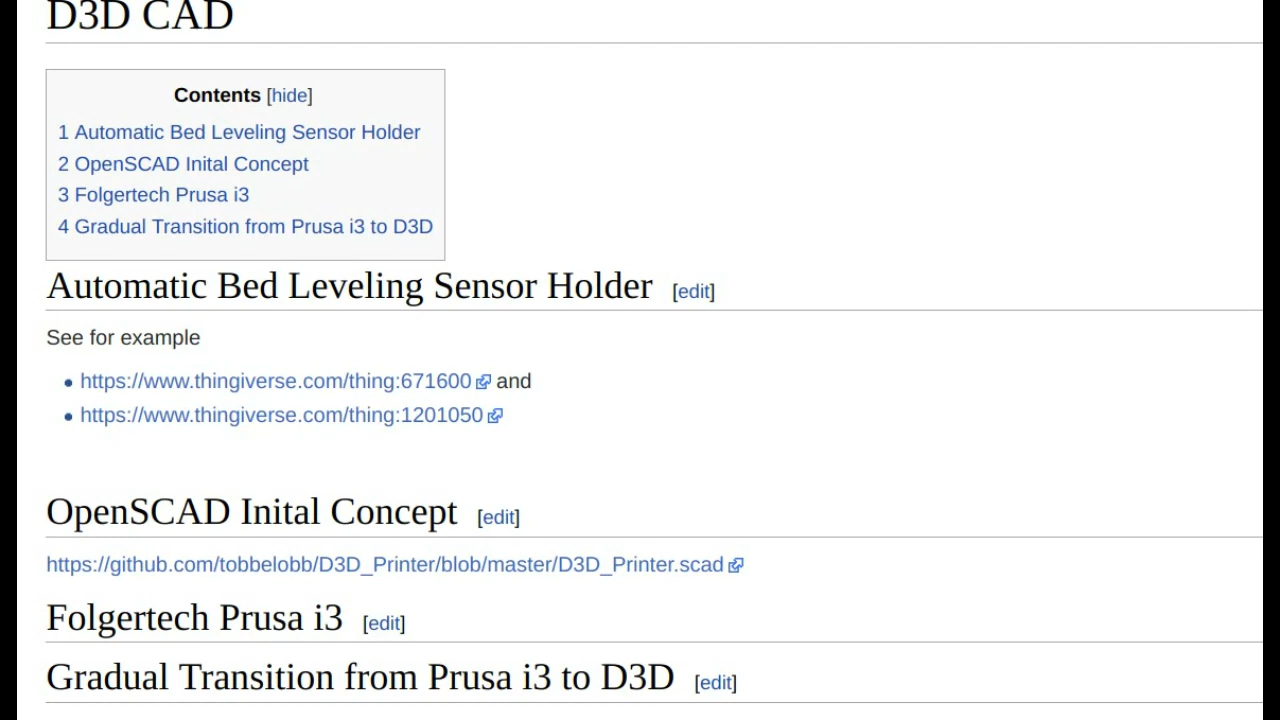 D3D CAD
Contents [hide]
1 Automatic Bed Leveling Sensor Holder
2 OpenSCAD Inital Concept
3 Folgertech Prusa i3
4 Gradual Transition from Prusa i3 to D3D
Automatic Bed Leveling Sensor Holder [edit]
See for example
• https://www.thingiverse.com/thing:671600 and
• https://www.thingiverse.com/thing:1201050
OpenSCAD Inital Concept [edit]
https://github.com/tobbelobb/D3D_Printer/blob/master/D3D_Printer.scad
Folgertech Prusa i3 [edit]
Gradual Transition from Prusa i3 to D3D [edit]